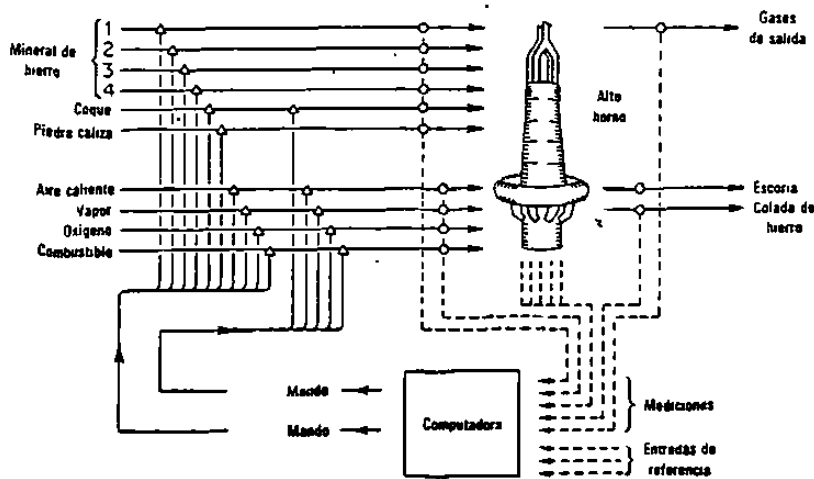 1
Mineral de
hierro
2
3
4
Coque
Piedra caliza
Aire caliente
Vapor
Oxigeno
Combustible
Gases
de salida
Alto
horno
Escoria
Colada de
hierro
Mando
Mando
Computadora
Mediciones
Entradas de
referencia